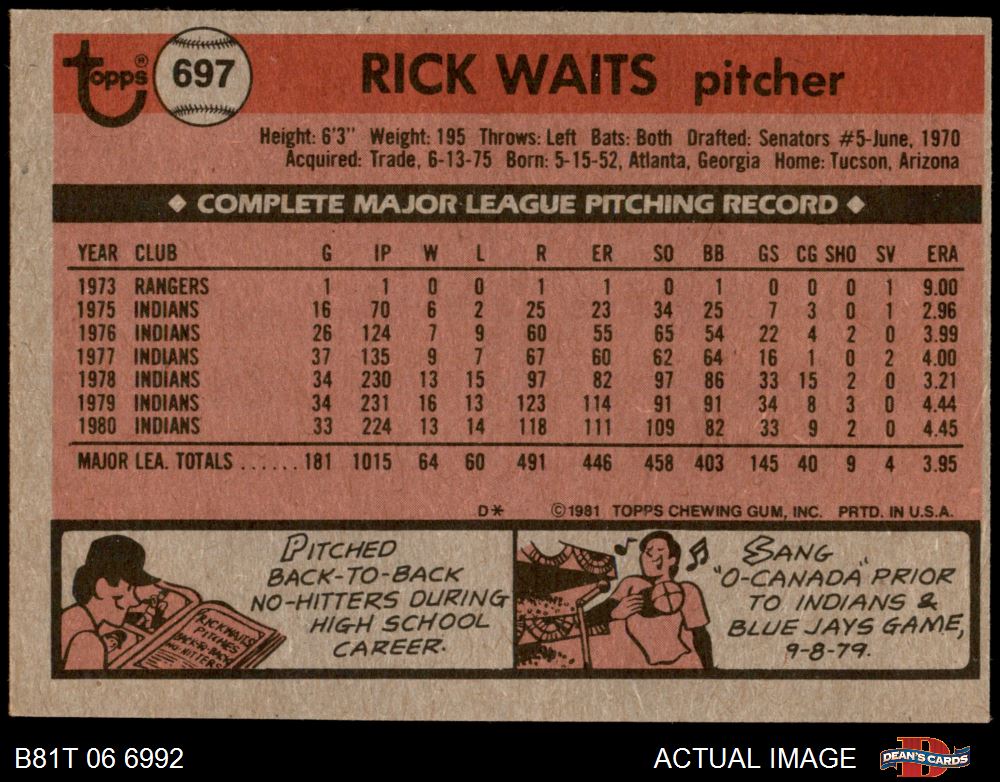 Topps®
697
RICK WAITS pitcher
Height: 6'3" Weight: 195 Throws: Left Bats: Both Drafted: Senators #5-June, 1970
Acquired: Trade, 6-13-75 Born: 5-15-52, Atlanta, Georgia Home: Tucson, Arizona
◆ COMPLETE MAJOR LEAGUE PITCHING RECORD ◆
YEAR CLUB G IP W L R ER SO BB GS CG SHO SV ERA
1973 RANGERS 1 1 0 0 1 1 0 1 0 0 0 1 9.00
1975 INDIANS 16 70 6 2 25 23 34 25 7 3 0 1 2.96
1976 INDIANS 26 124 7 9 60 55 65 54 22 4 2 0 3.99
1977 INDIANS 37 135 9 7 67 60 62 64 16 1 0 2 4.00
1978 INDIANS 34 230 13 15 97 82 97 86 33 15 2 0 3.21
1979 INDIANS 34 231 16 13 123 114 91 91 34 8 3 0 4.44
1980 INDIANS 33 224 13 14 118 111 109 82 33 9 2 0 4.45
MAJOR LEA. TOTALS ...... 181 1015 64 60 491 446 458 403 145 40 9 4 3.95
D* ©1981 TOPPS CHEWING GUM, INC. PRTD. IN U.S.A.
PITCHED
BACK-TO-BACK
NO-HITTERS DURING
HIGH SCHOOL
CAREER.
RICK WAITS
PITCHES
BACK-TO-BACK
NO-HITTERS
SANG
"O-CANADA" PRIOR
TO INDIANS &
BLUE JAYS GAME,
9-8-79.
B81T 06 6992
ACTUAL IMAGE
DEAN'S CARDS